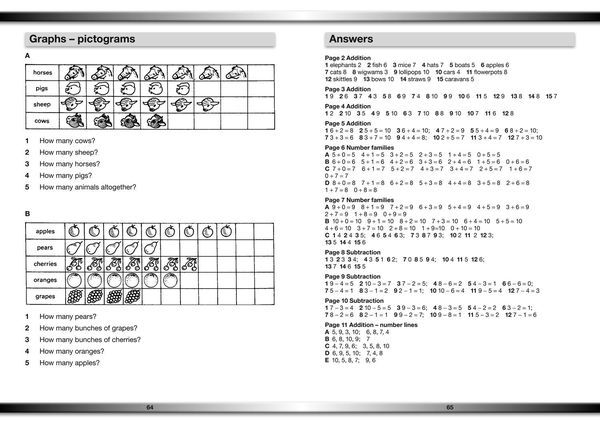 Graphs – pictograms
A
horses
pigs
sheep
cows
1 How many cows?
2 How many sheep?
3 How many horses?
4 How many pigs?
5 How many animals altogether?
B
apples
pears
cherries
oranges
grapes
1 How many pears?
2 How many bunches of grapes?
3 How many bunches of cherries?
4 How many oranges?
5 How many apples?
64
Answers
Page 2 Addition
1 elephants 2 2 fish 6 3 mice 7 4 hats 7 5 boats 5 6 apples 6
7 cats 8 8 wigwams 3 9 lollipops 10 10 cars 4 11 flowerpots 8
12 skittles 9 13 bows 10 14 straws 9 15 caravans 5
Page 3 Addition
1 9 2 6 3 7 4 3 5 8 6 9 7 4 8 10 9 9 10 6 11 5 12 9 13 8 14 8 15 7
Page 4 Addition
1 2 2 10 3 5 4 9 5 10 6 3 7 10 8 8 9 10 10 7 11 6 12 8
Page 5 Addition
1 6 + 2 = 8 2 5 + 5 = 10 3 6 + 4 = 10; 4 7 + 2 = 9 5 5 + 4 = 9 6 8 + 2 = 10;
7 3 + 3 = 6 8 3 + 7 = 10 9 4 + 4 = 8; 10 2 + 5 = 7 11 3 + 4 = 7 12 7 + 3 = 10
Page 6 Number families
A 5 + 0 = 5 4 + 1 = 5 3 + 2 = 5 2 + 3 = 5 1 + 4 = 5 0 + 5 = 5
B 6 + 0 = 6 5 + 1 = 6 4 + 2 = 6 3 + 3 = 6 2 + 4 = 6 1 + 5 = 6 0 + 6 = 6
C 7 + 0 = 7 6 + 1 = 7 5 + 2 = 7 4 + 3 = 7 3 + 4 = 7 2 + 5 = 7 1 + 6 = 7
0 + 7 = 7
D 8 + 0 = 8 7 + 1 = 8 6 + 2 = 8 5 + 3 = 8 4 + 4 = 8 3 + 5 = 8 2 + 6 = 8
1 + 7 = 8 0 + 8 = 8
Page 7 Number families
A 9 + 0 = 9 8 + 1 = 9 7 + 2 = 9 6 + 3 = 9 5 + 4 = 9 4 + 5 = 9 3 + 6 = 9
2 + 7 = 9 1 + 8 = 9 0 + 9 = 9
B 10 + 0 = 10 9 + 1 = 10 8 + 2 = 10 7 + 3 = 10 6 + 4 = 10 5 + 5 = 10
4 + 6 = 10 3 + 7 = 10 2 + 8 = 10 1 + 9 = 10 0 + 10 = 10
C 1 4 2 4 3 5; 4 6 5 4 6 3; 7 3 8 7 9 3; 10 2 11 2 12 3;
13 5 14 4 15 6
Page 8 Subtraction
1 3 2 3 3 4; 4 3 5 1 6 2; 7 0 8 5 9 4; 10 4 11 5 12 6;
13 7 14 6 15 5
Page 9 Subtraction
1 9 – 4 = 5 2 10 – 3 = 7 3 7 – 2 = 5; 4 8 – 6 = 2 5 4 – 3 = 1 6 6 – 6 = 0;
7 5 – 4 = 1 8 3 – 1 = 2 9 2 – 1 = 1; 10 10 – 6 = 4 11 9 – 5 = 4 12 7 – 4 = 3
Page 10 Subtraction
1 7 – 3 = 4 2 10 – 5 = 5 3 9 – 3 = 6; 4 8 – 3 = 5 5 4 – 2 = 2 6 3 – 2 = 1;
7 8 – 2 = 6 8 2 – 1 = 1 9 9 – 2 = 7; 10 9 – 8 = 1 11 5 – 3 = 2 12 7 – 1 = 6
Page 11 Addition – number lines
A 5, 9, 3, 10; 6, 8, 7, 4
B 6, 8, 10, 9; 7
C 4, 7, 9, 6; 3, 5, 8, 10
D 6, 9, 5, 10; 7, 4, 8
E 10, 5, 8, 7; 9, 6
65